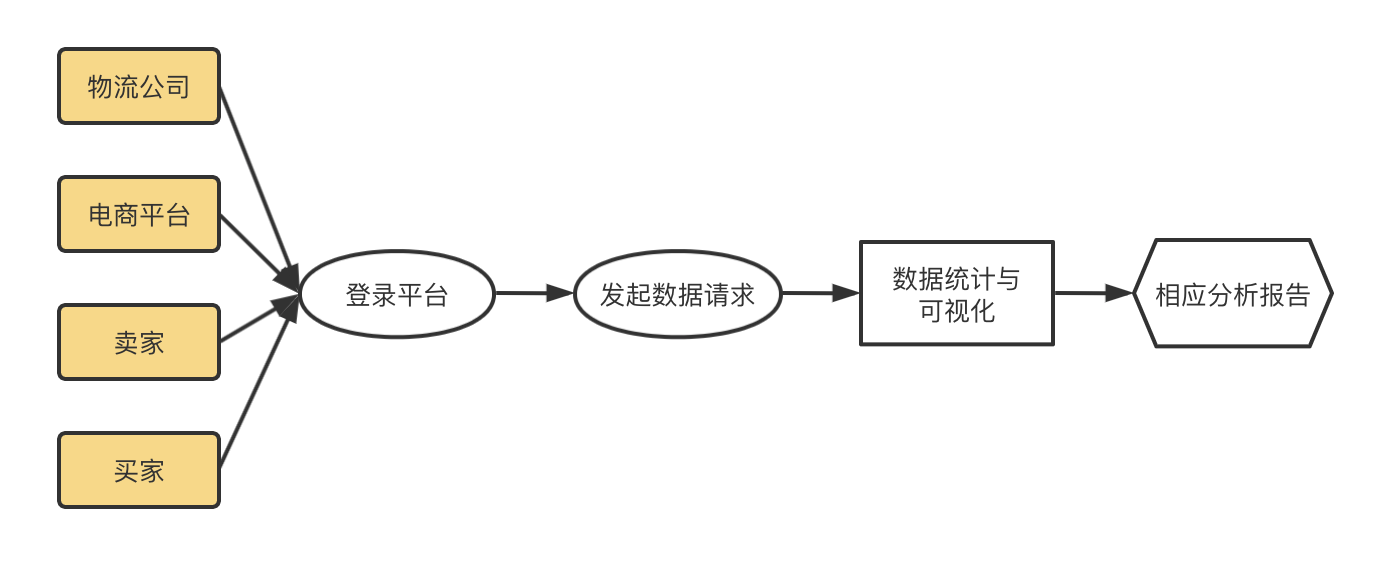 物流公司
电商平台
卖家
买家
登录平台
发起数据请求
数据统计与
可视化
相应分析报告